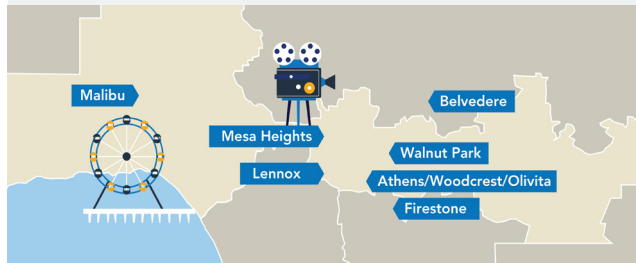 Malibu
Belvedere
Mesa Heights
Walnut Park
Lennox
Athens/Woodcrest/Olivita
Firestone